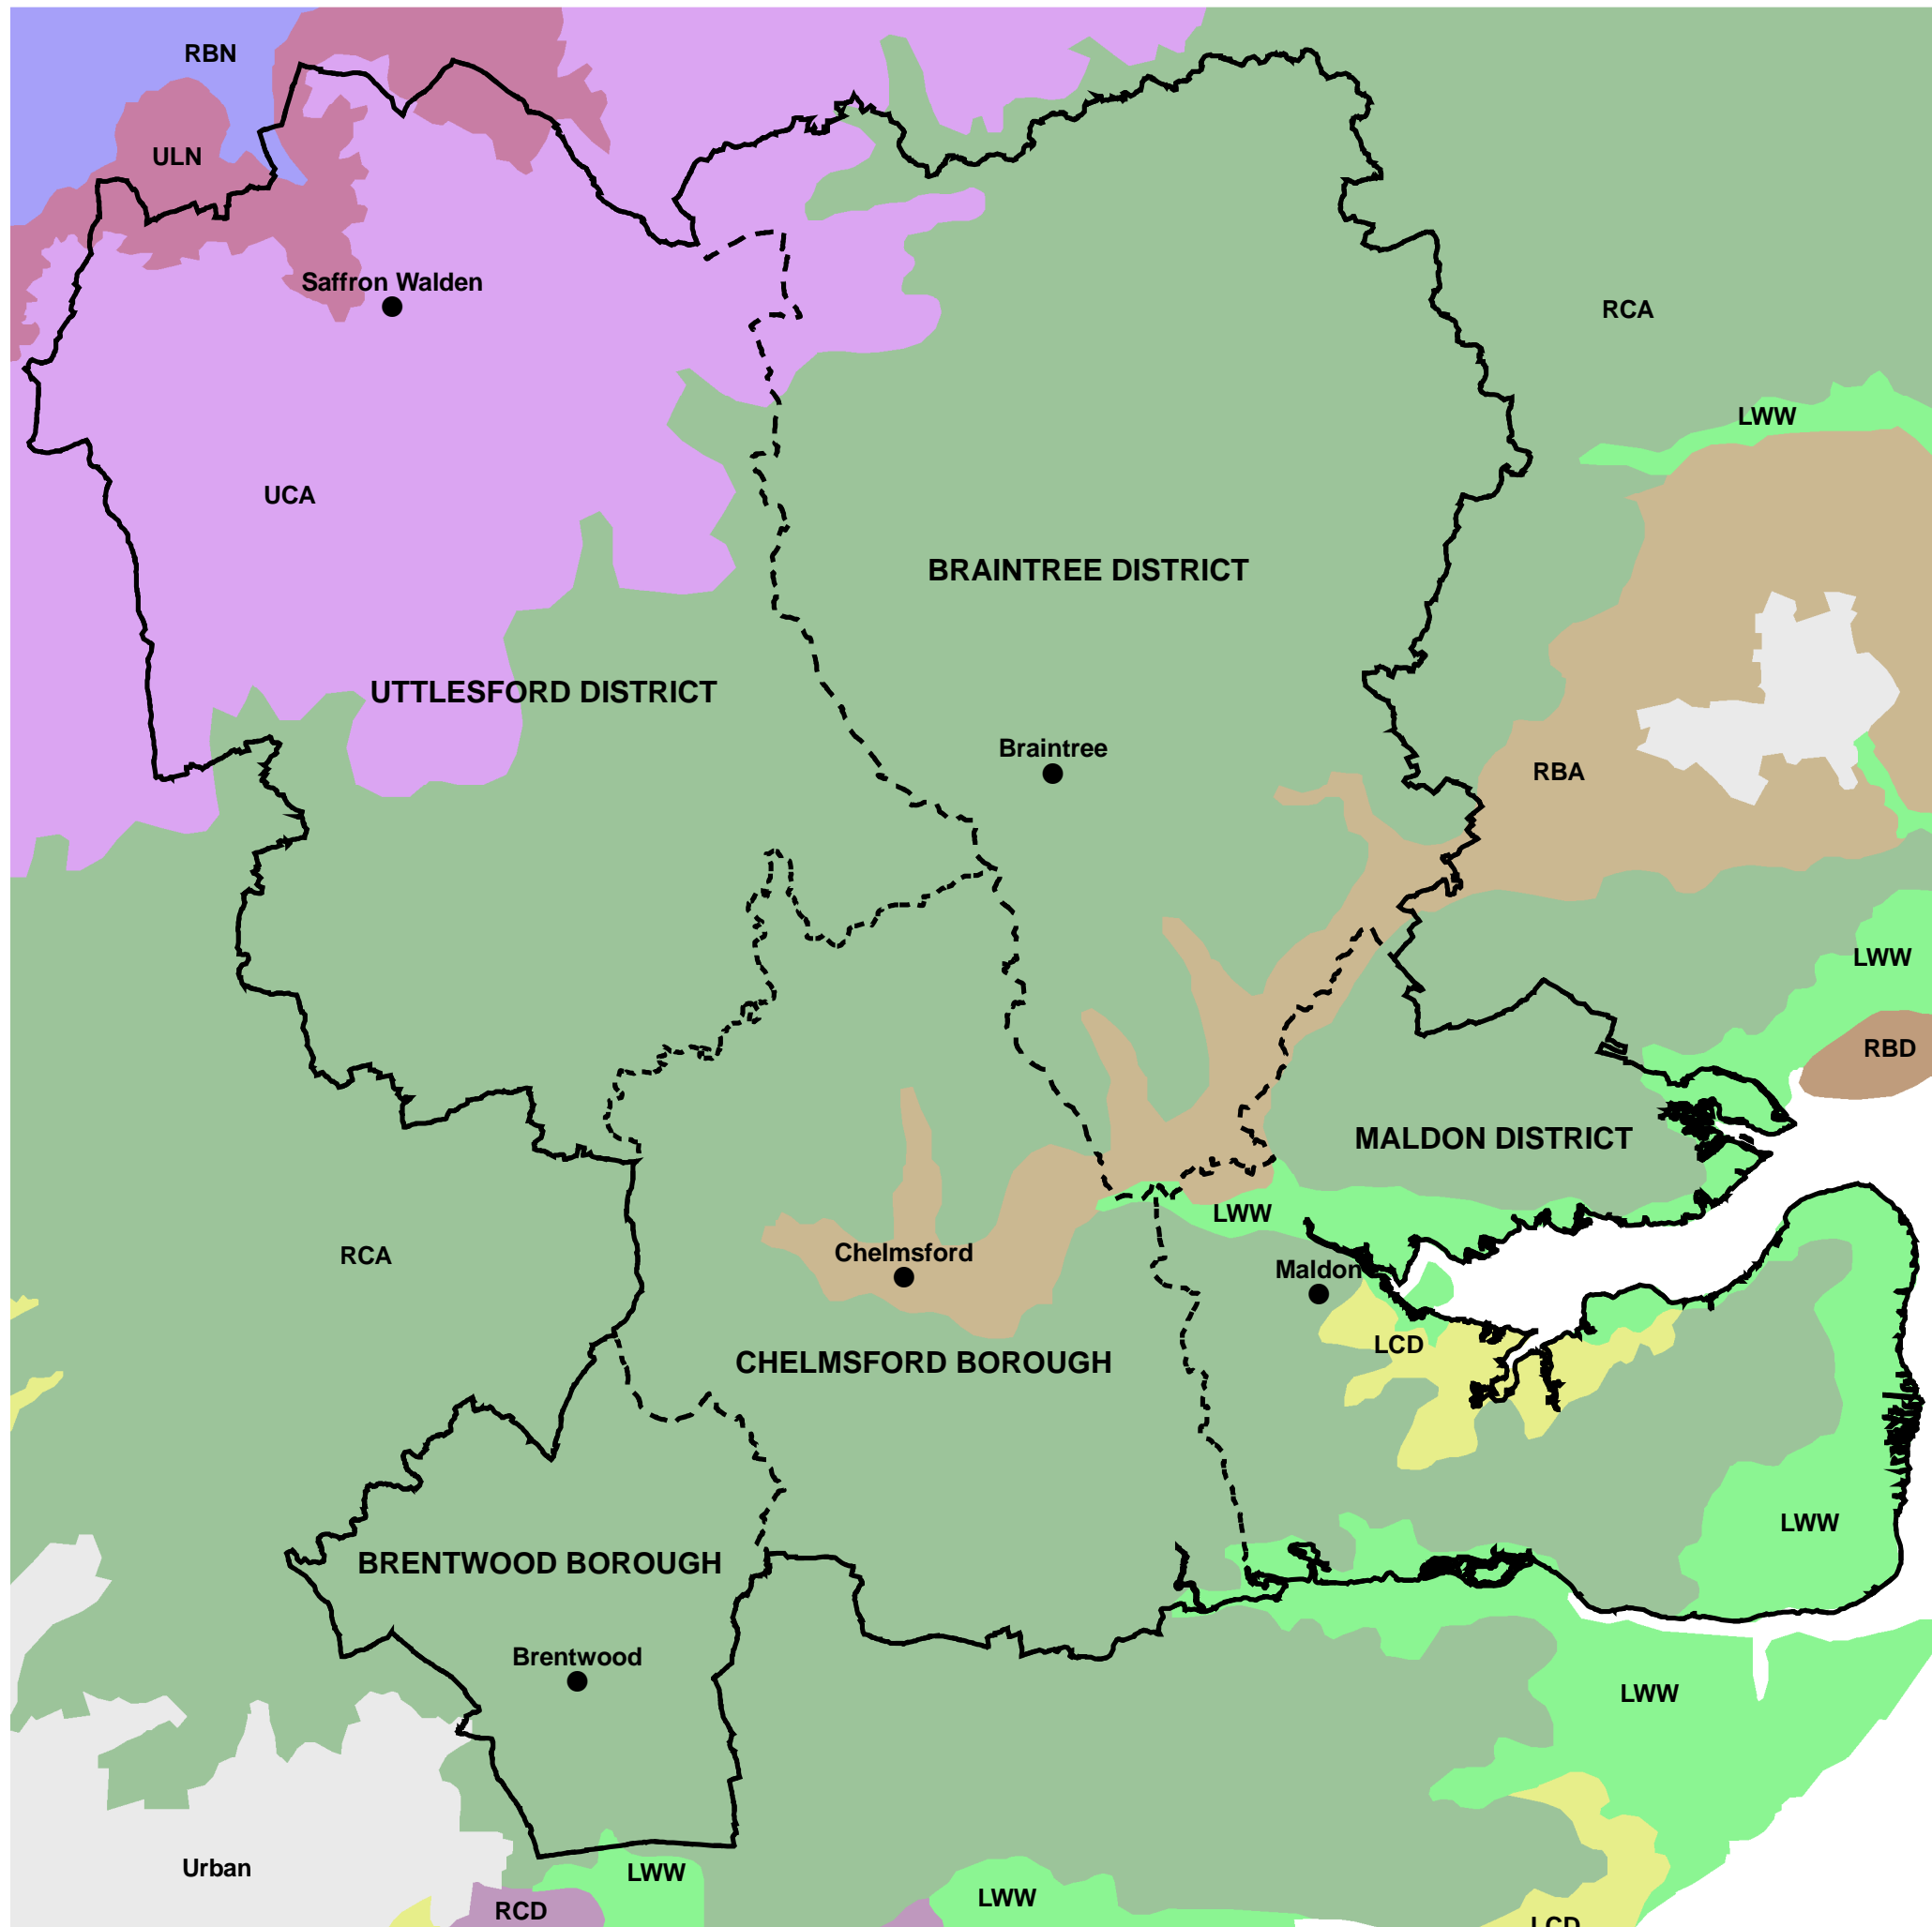 RBN
ULN
Saffron Walden
RCA
LWW
UCA
BRAINTREE DISTRICT
UTTLESFORD DISTRICT
Braintree
RBA
LWW
RBD
MALDON DISTRICT
LWW
Chelmsford
RCA
Maldon
LCD
CHELMSFORD BOROUGH
LWW
BRENTWOOD BOROUGH
Brentwood
LWW
Urban
LWW
LWW
RCD
LCD